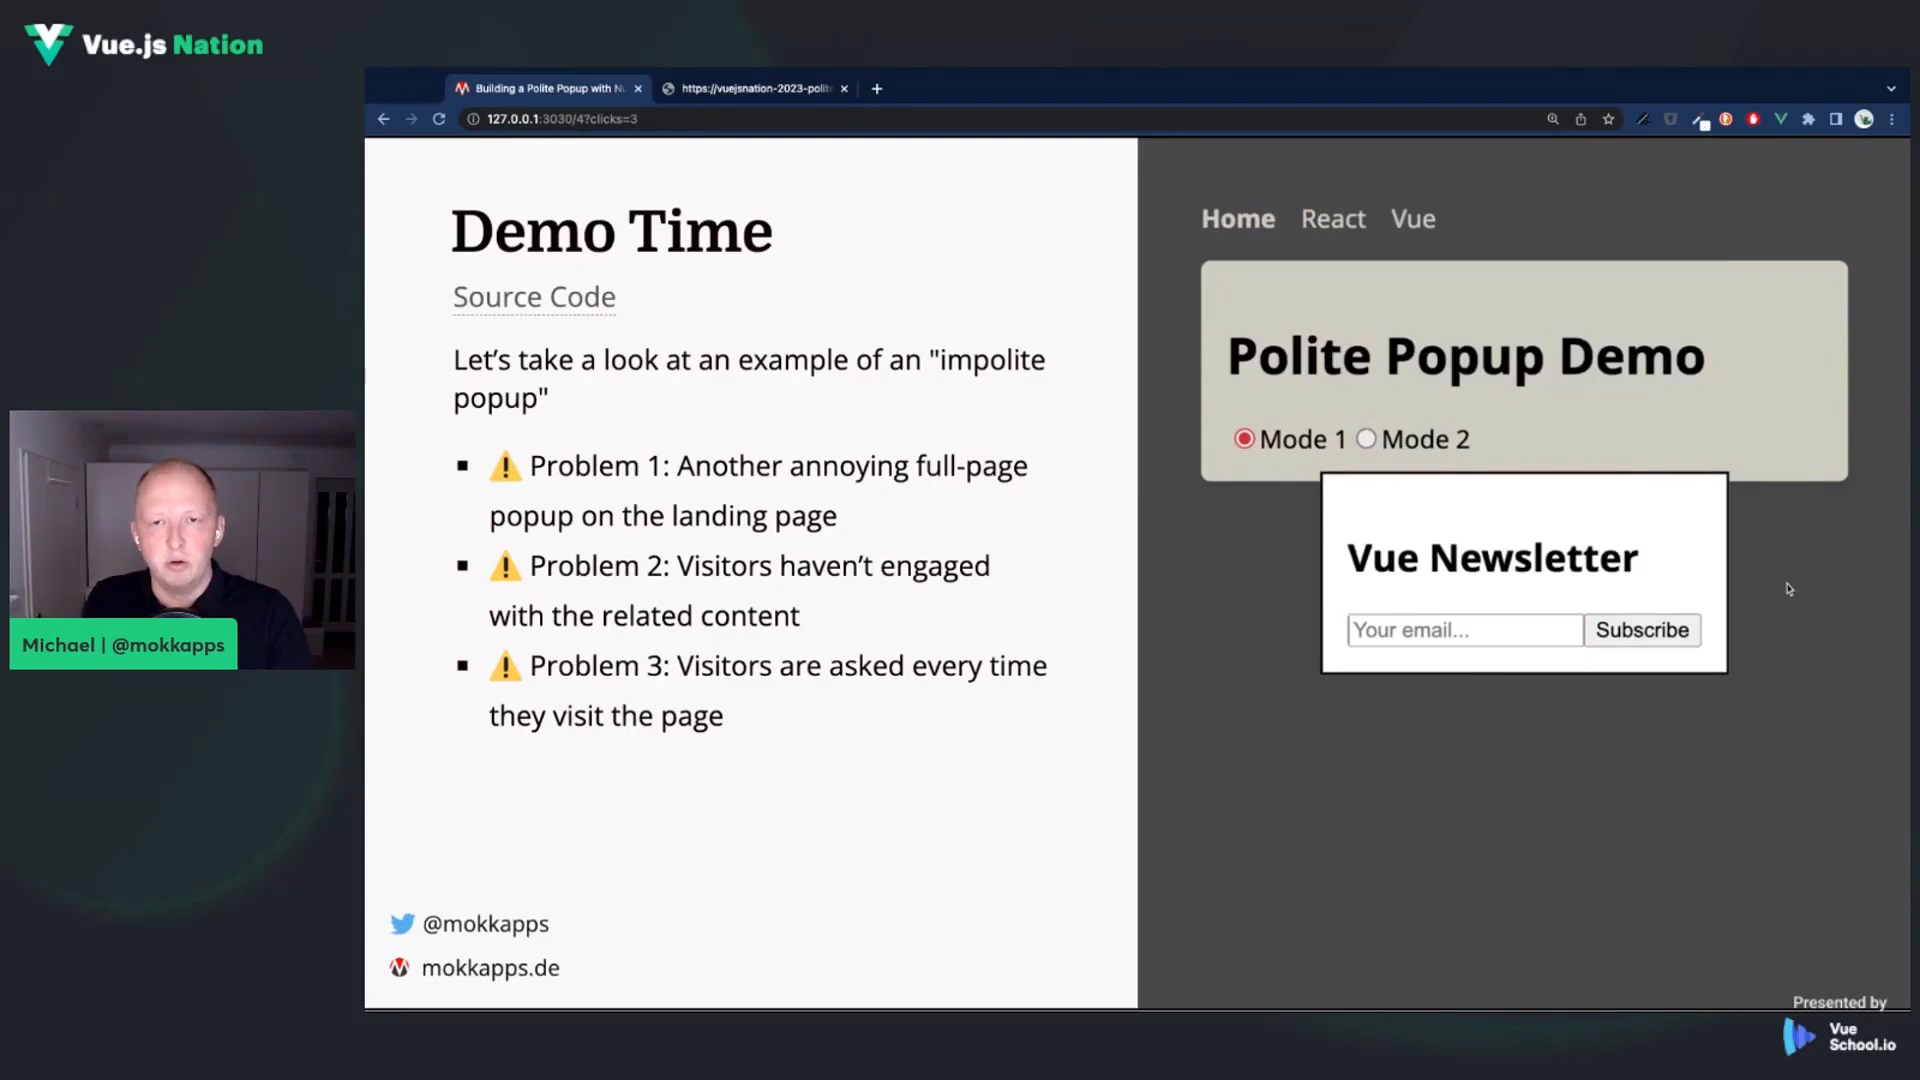 Vue.js Nation
Building a Polite Popup with Nu
https://vuejsnation-2023-polit
127.0.0.1:3030/4?clicks=3
Demo Time
Source Code
Let's take a look at an example of an "impolite
popup"
⚠️ Problem 1: Another annoying full-page
popup on the landing page
⚠️ Problem 2: Visitors haven't engaged
with the related content
⚠️ Problem 3: Visitors are asked every time
they visit the page
@mokkapps
mokkapps.de
Home React Vue
Polite Popup Demo
Mode 1 Mode 2
Vue Newsletter
Your email... Subscribe
Michael | @mokkapps
Presented by
Vue
School.io